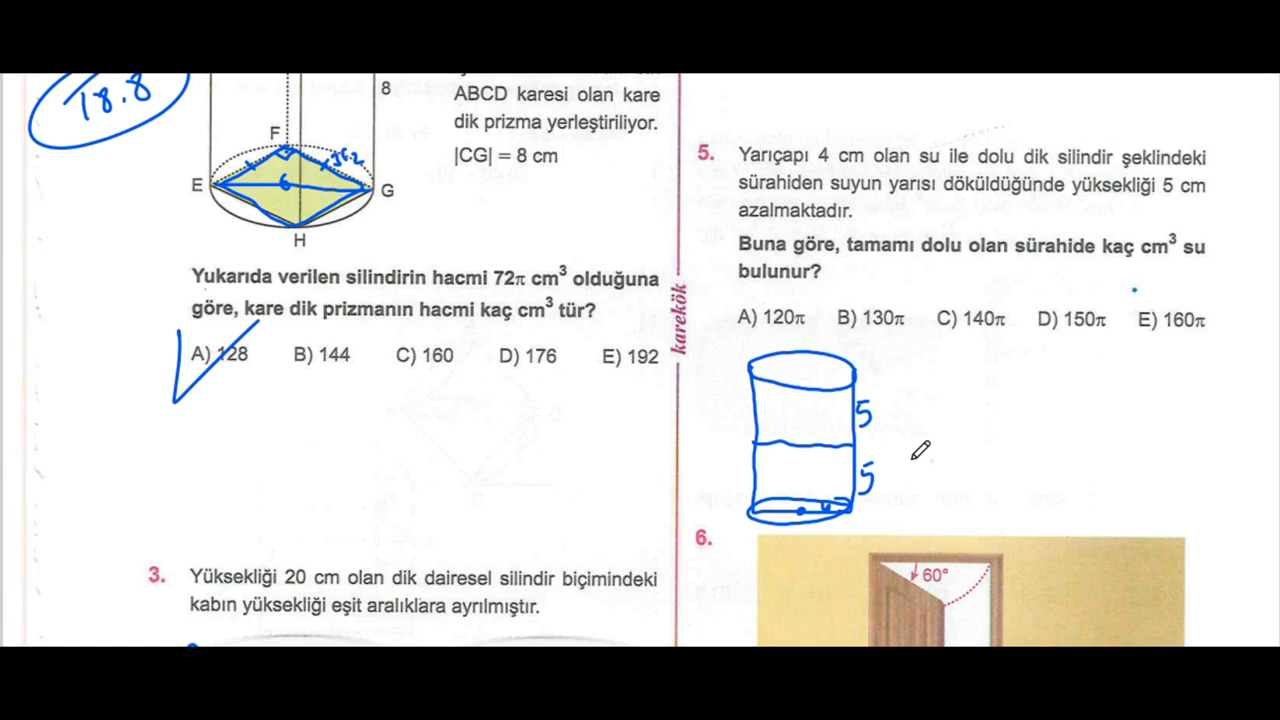 18.8
8
ABCD karesi olan kare
dik prizma yerleştiriliyor.
|CG| = 8 cm
F
E
6
G
H
Yukarıda verilen silindirin hacmi 72π cm³ olduğuna
göre, kare dik prizmanın hacmi kaç cm³ tür?
A) 128 B) 144 C) 160 D) 176 E) 192
3. Yüksekliği 20 cm olan dik dairesel silindir biçimindeki
kabın yüksekliği eşit aralıklara ayrılmıştır.
karekök
5. Yarıçapı 4 cm olan su ile dolu dik silindir şeklindeki
sürahiden suyun yarısı döküldüğünde yüksekliği 5 cm
azalmaktadır.
Buna göre, tamamı dolu olan sürahide kaç cm³ su
bulunur?
A) 120π B) 130π C) 140π D) 150π E) 160π
5
5
4
6.
60°